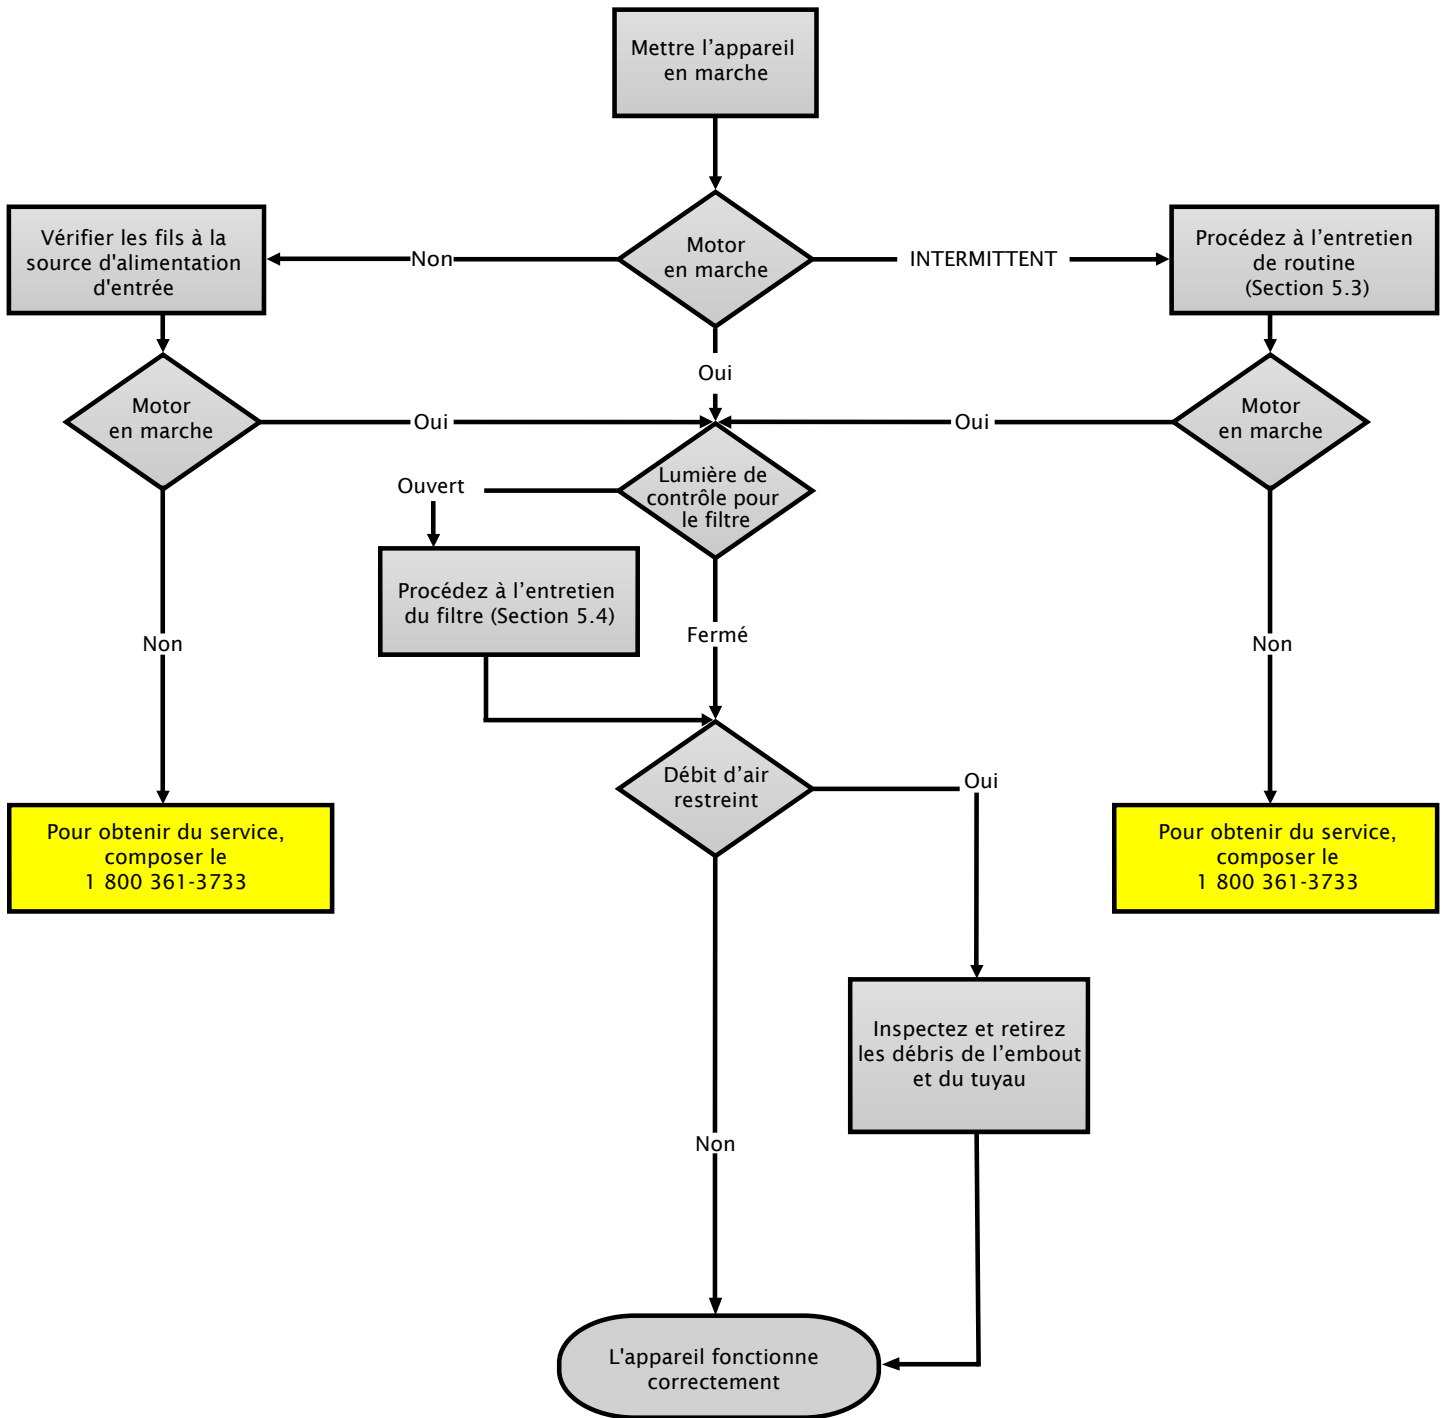 Mettre l’appareil
en marche
Vérifier les fils à la
source d'alimentation
d'entrée
Non
Motor
en marche
INTERMITTENT
Procédez à l’entretien
de routine
(Section 5.3)
Oui
Motor
en marche
Oui
Oui
Motor
en marche
Ouvert
Lumière de
contrôle pour
le filtre
Procédez à l’entretien
du filtre (Section 5.4)
Non
Fermé
Non
Débit d’air
restreint
Oui
Pour obtenir du service,
composer le
1 800 361-3733
Pour obtenir du service,
composer le
1 800 361-3733
Inspectez et retirez
les débris de l’embout
et du tuyau
Non
L'appareil fonctionne
correctement